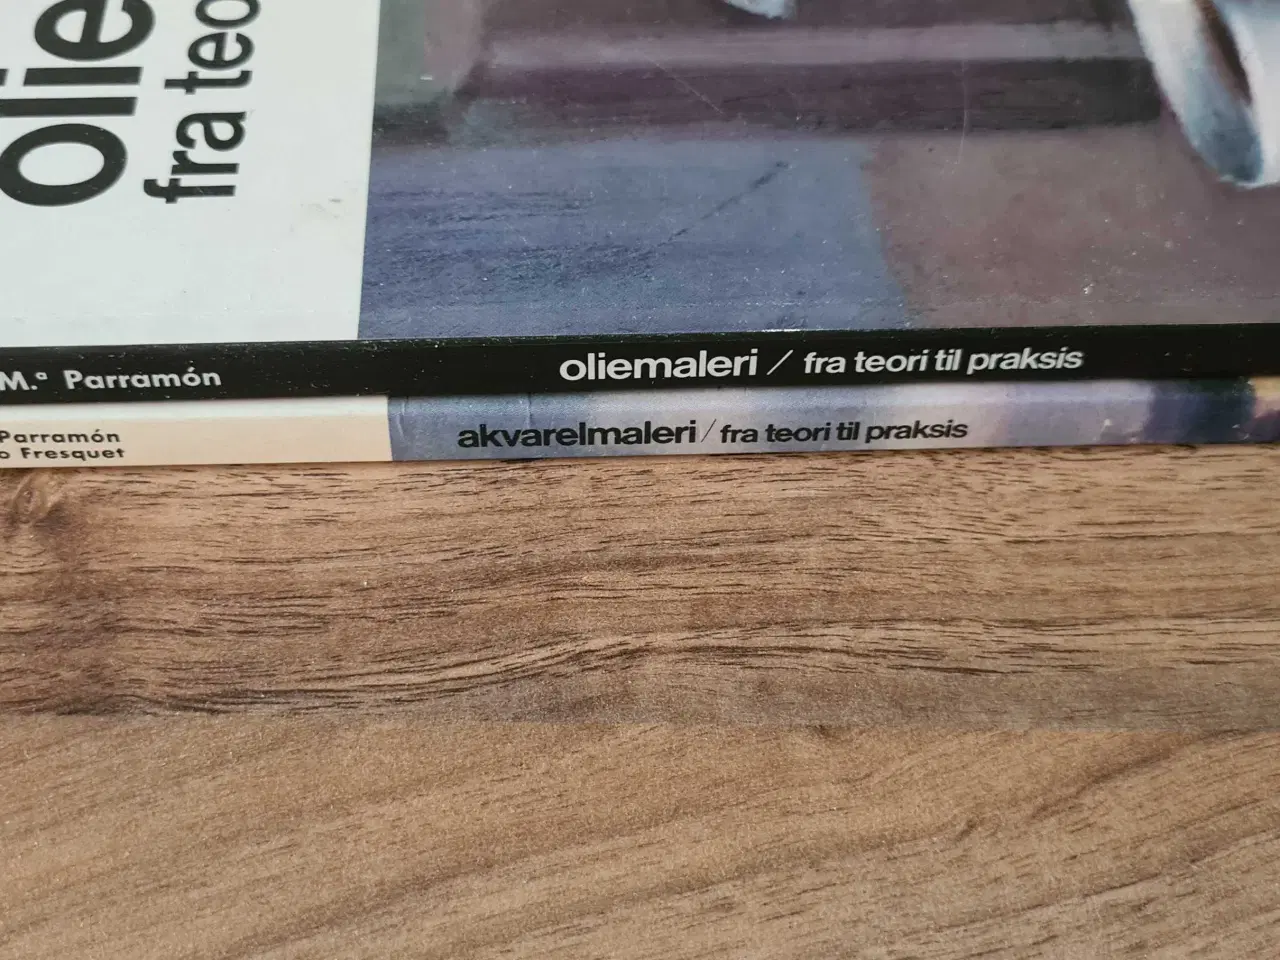 olie
fra teo
M.ª Parramón oliemaleri / fra teori til praksis
Parramón
o Fresquet
akvarelmaleri / fra teori til praksis